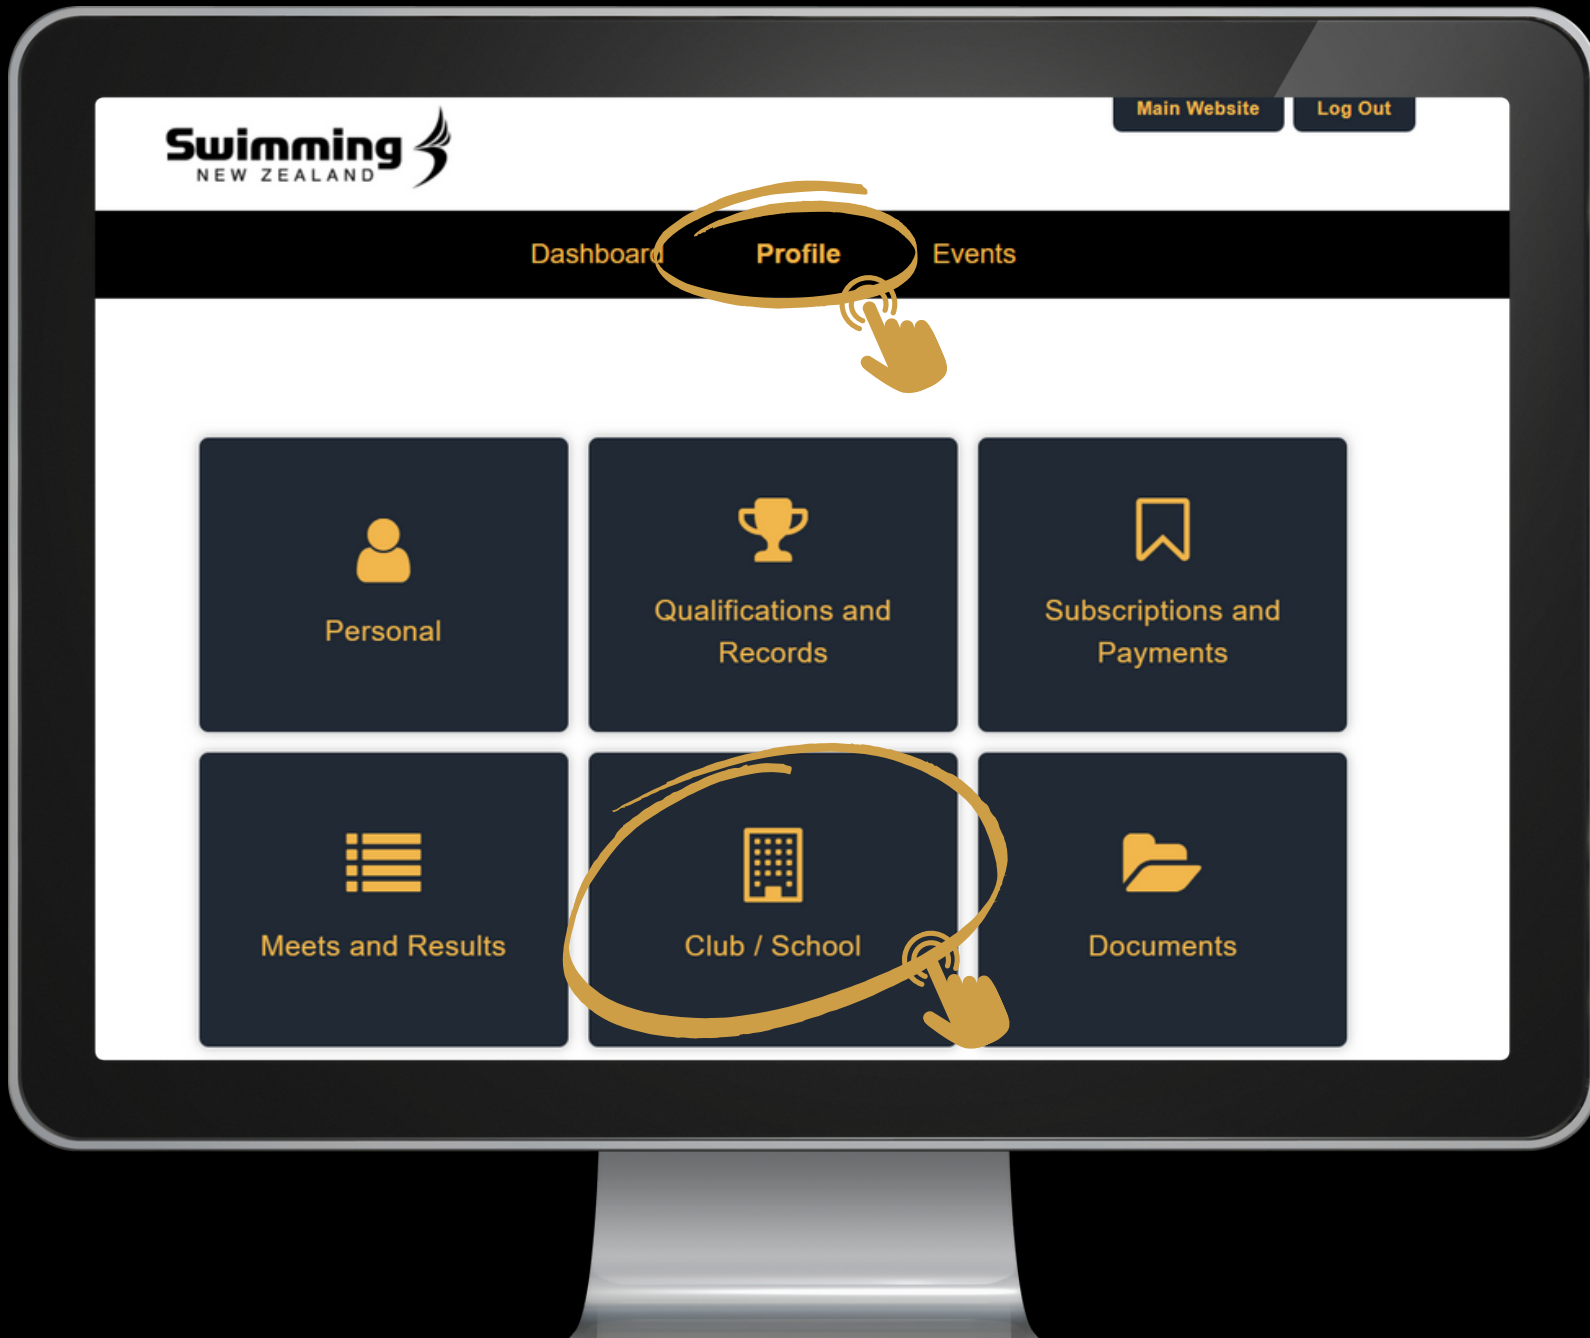 Main Website
Log Out
Swimming
NEW ZEALAND
Dashboard
Profile
Events
Personal
Qualifications and
Records
Subscriptions and
Payments
Meets and Results
Club / School
Documents